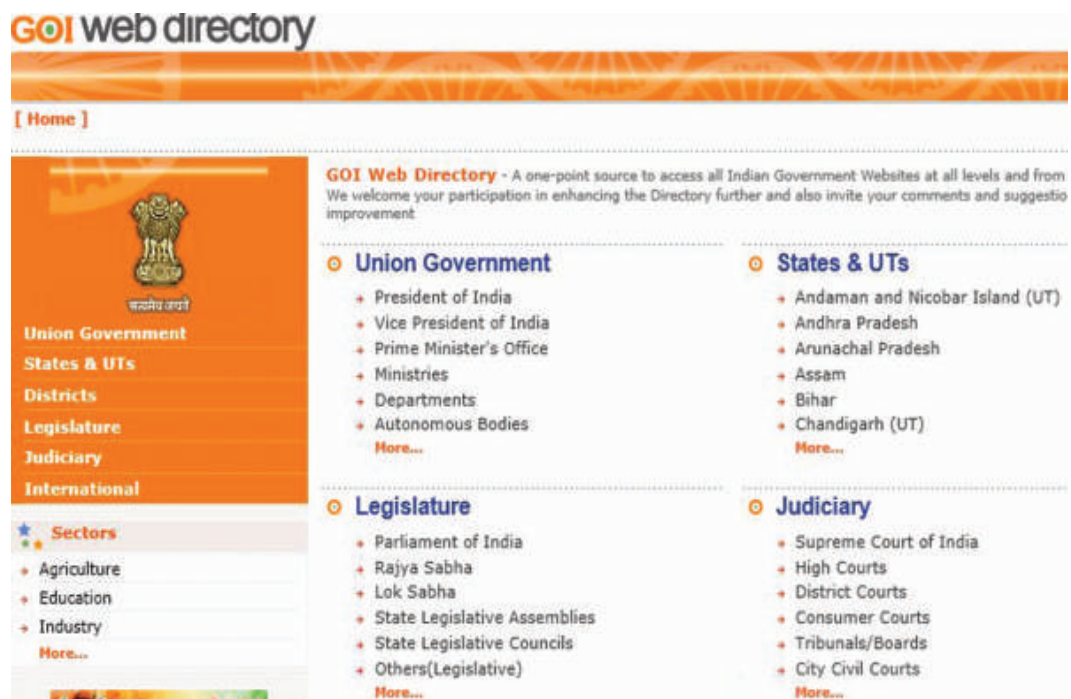 GOI web directory
[ Home ]
सत्यमेव जयते
Union Government
States & UTs
Districts
Legislature
Judiciary
International
Sectors
Agriculture
Education
Industry
More...
GOI Web Directory - A one-point source to access all Indian Government Websites at all levels and from
We welcome your participation in enhancing the Directory further and also invite your comments and suggestio
improvement
Union Government
President of India
Vice President of India
Prime Minister's Office
Ministries
Departments
Autonomous Bodies
More...
States & UTs
Andaman and Nicobar Island (UT)
Andhra Pradesh
Arunachal Pradesh
Assam
Bihar
Chandigarh (UT)
More...
Legislature
Parliament of India
Rajya Sabha
Lok Sabha
State Legislative Assemblies
State Legislative Councils
Others(Legislative)
More...
Judiciary
Supreme Court of India
High Courts
District Courts
Consumer Courts
Tribunals/Boards
City Civil Courts
More...